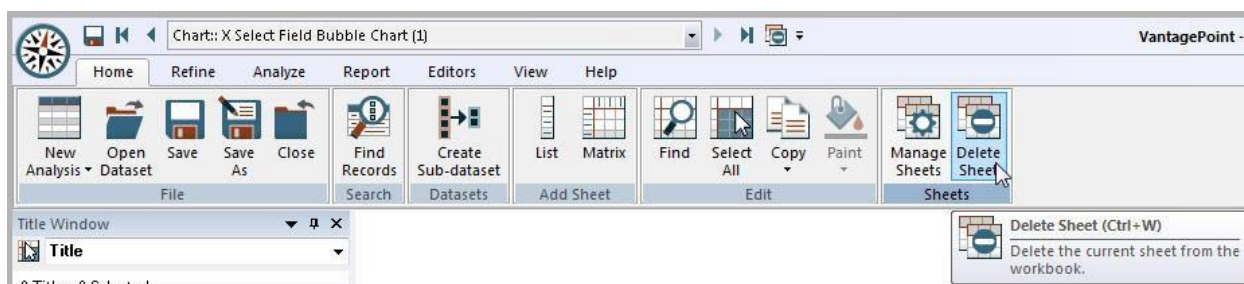 Chart:: X Select Field Bubble Chart (1)
VantagePoint -
Home Refine Analyze Report Editors View Help
New Analysis
Open Dataset
Save
Save As
Close
Find Records
Create Sub-dataset
List
Matrix
Find
Select All
Copy
Paint
Manage Sheets
Delete Sheet
File Search Datasets Add Sheet Edit Sheets
Title Window
Title
Delete Sheet (Ctrl+W)
Delete the current sheet from the
workbook.